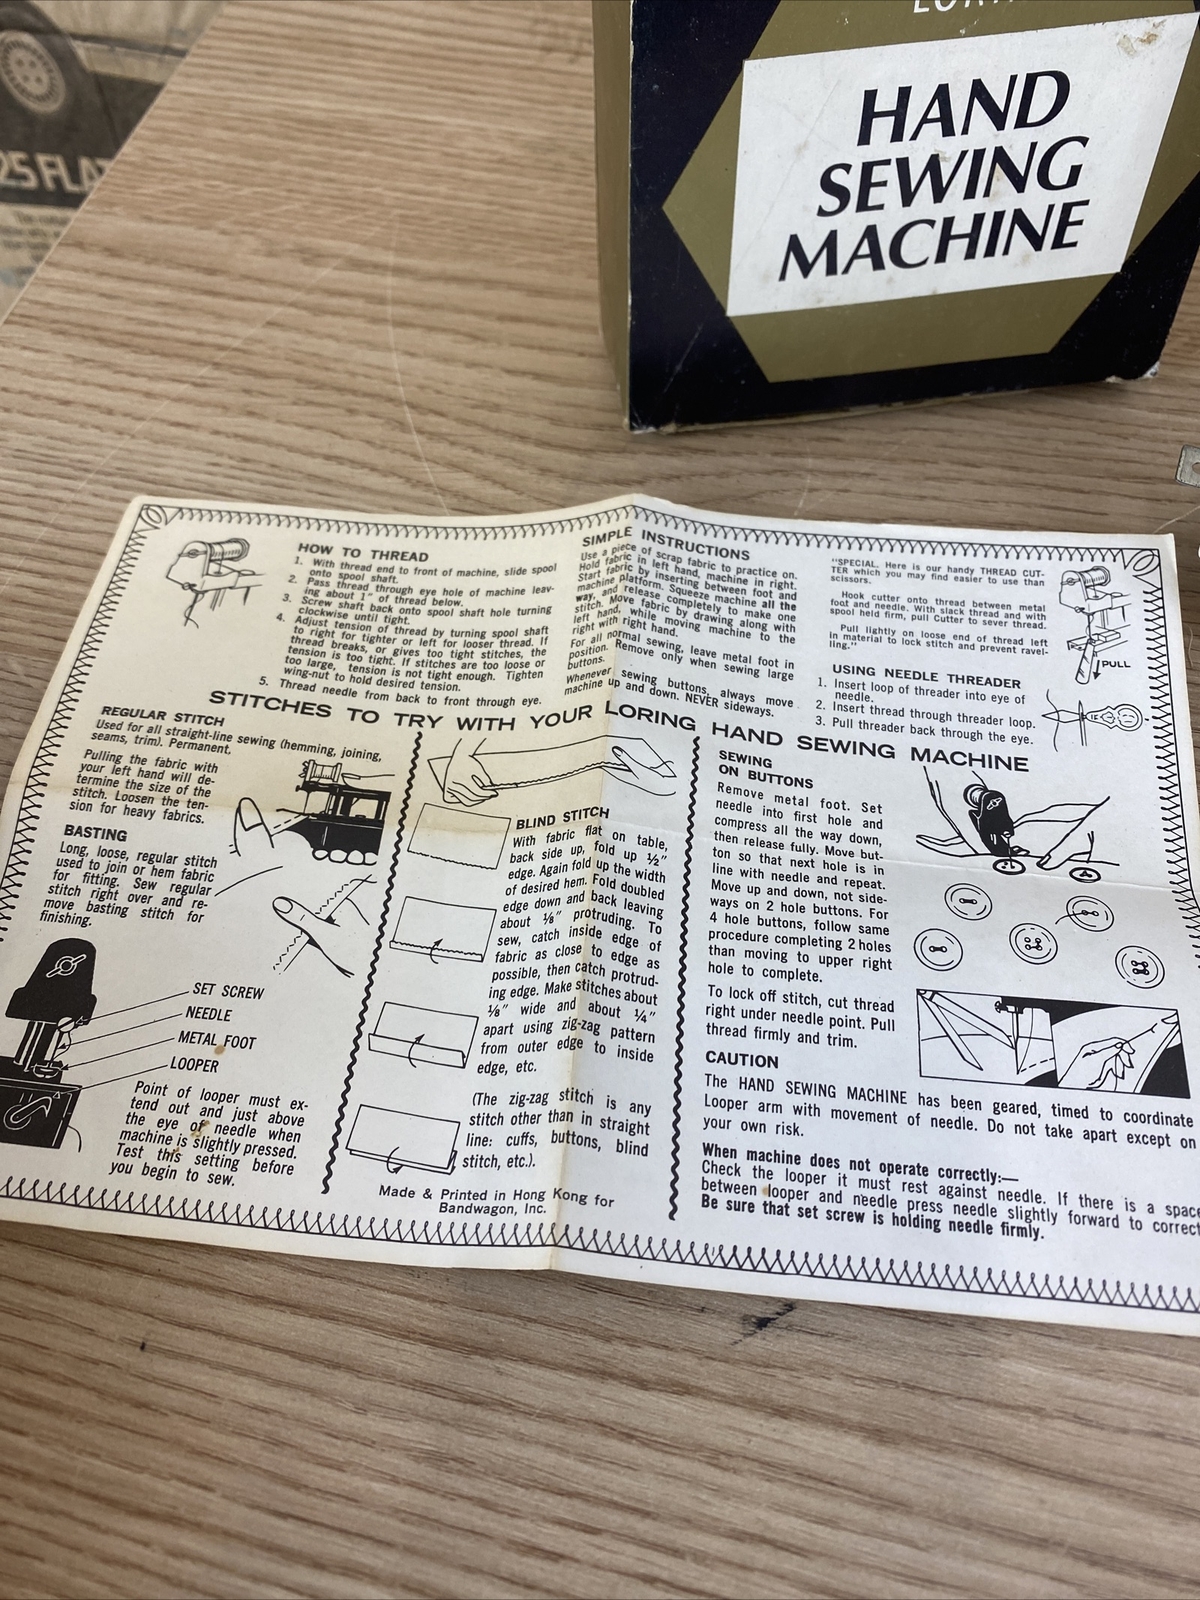 HAND
SEWING
MACHINE
25 FLA
HOW TO THREAD
1. With thread end to front of machine, slide spool
onto spool shaft.
2. Pass thread through eye hole of machine leav-
ing about 1" of thread below.
3. Screw shaft back onto spool shaft hole turning
clockwise until tight.
4. Adjust tension of thread by turning spool shaft
to right for tighter or left for looser thread. If
thread breaks, or gives too tight stitches, the
tension is too tight. If stitches are too loose or
too large, tension is not tight enough. Tighten
wing-nut to hold desired tension.
5. Thread needle from back to front through eye.
SIMPLE INSTRUCTIONS
Use a piece of scrap fabric to practice on.
Hold fabric in left hand, machine in right.
Start fabric by inserting between foot and
machine platform. Squeeze machine all the
way, and release completely to make one
stitch. Move fabric by drawing along with
left hand, while moving machine to the
right with right hand.
For all normal sewing, leave metal foot in
position. Remove only when sewing large
buttons.
Whenever sewing buttons, always move
machine up and down. NEVER sideways.
"SPECIAL. Here is our handy THREAD CUT-
TER which you may find easier to use than
scissors.
Hook cutter onto thread between metal
foot and needle. With slack thread and with
spool held firm, pull Cutter to sever thread.
Pull lightly on loose end of thread left
in material to lock stitch and prevent ravel-
ling."
PULL
USING NEEDLE THREADER
1. Insert loop of threader into eye of
needle.
2. Insert thread through threader loop.
3. Pull threader back through the eye.
STITCHES TO TRY WITH YOUR LORING HAND SEWING MACHINE
REGULAR STITCH
Used for all straight-line sewing (hemming, joining,
seams, trim). Permanent.
Pulling the fabric with
your left hand will de-
termine the size of the
stitch. Loosen the ten-
sion for heavy fabrics.
BASTING
Long, loose, regular stitch
used to join or hem fabric
for fitting. Sew regular
stitch right over and re-
move basting stitch for
finishing.
SET SCREW
NEEDLE
METAL FOOT
LOOPER
Point of looper must ex-
tend out and just above
the eye of needle when
machine is slightly pressed.
Test this setting before
you begin to sew.
BLIND STITCH
With fabric flat on table,
back side up, fold up ½"
edge. Again fold up the width
of desired hem. Fold doubled
edge down and back leaving
about ⅛" protruding. To
sew, catch inside edge of
fabric as close to edge as
possible, then catch protrud-
ing edge. Make stitches about
⅛" wide and about ¼"
apart using zig-zag pattern
from outer edge to inside
edge, etc.
(The zig-zag stitch is any
stitch other than in straight
line: cuffs, buttons, blind
stitch, etc.).
Made & Printed in Hong Kong for
Bandwagon, Inc.
SEWING
ON BUTTONS
Remove metal foot. Set
needle into first hole and
compress all the way down,
then release fully. Move but-
ton so that next hole is in
line with needle and repeat.
Move up and down, not side-
ways on 2 hole buttons. For
4 hole buttons, follow same
procedure completing 2 holes
than moving to upper right
hole to complete.
To lock off stitch, cut thread
right under needle point. Pull
thread firmly and trim.
CAUTION
The HAND SEWING MACHINE has been geared, timed to coordinate
Looper arm with movement of needle. Do not take apart except on
your own risk.
When machine does not operate correctly:—
Check the looper it must rest against needle. If there is a space
between looper and needle press needle slightly forward to correct
Be sure that set screw is holding needle firmly.